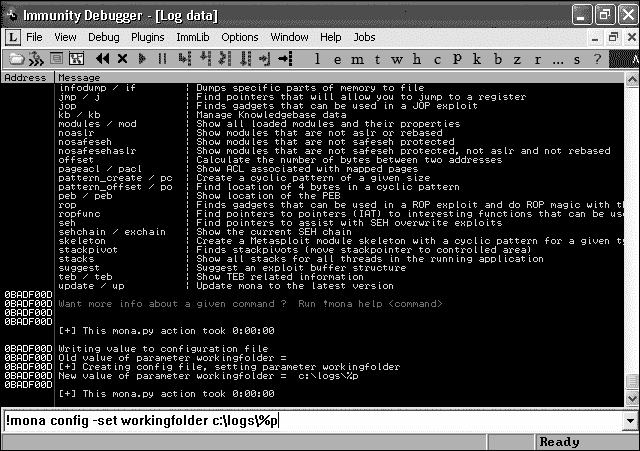 Immunity Debugger - [Log data]
L File View Debug Plugins ImmLib Options Window Help Jobs
l e m t w h c p k b z r ... s ?
Address Message
infodump / if | Dumps specific parts of memory to file
jmp / j | Find pointers that will allow you to jump to a register
jop | Finds gadgets that can be used in a JOP exploit
kb / kb | Manage Knowledgebase data
modules / mod | Show all loaded modules and their properties
noaslr | Show modules that are not aslr or rebased
nosafeseh | Show modules that are not safeseh protected
nosafesehaslr | Show modules that are not safeseh protected, not aslr and not rebased
offset | Calculate the number of bytes between two addresses
pageacl / pacl | Show ACL associated with mapped pages
pattern_create / pc | Create a cyclic pattern of a given size
pattern_offset / po | Find location of 4 bytes in a cyclic pattern
peb / peb | Show location of the PEB
rop | Finds gadgets that can be used in a ROP exploit and do ROP magic with th
ropfunc | Find pointers to pointers (IAT) to interesting functions that can be use
seh | Find pointers to assist with SEH overwrite exploits
sehchain / exchain | Show the current SEH chain
skeleton | Create a Metasploit module skeleton with a cyclic pattern for a given ty
stackpivot | Finds stackpivots (move stackpointer to controlled area)
stacks | Show all stacks for all threads in the running application
suggest | Suggest an exploit buffer structure
teb / teb | Show TEB related information
update / up | Update mona to the latest version
0BADF00D
0BADF00D Want more info about a given command ? Run !mona help <command>
0BADF00D
0BADF00D
[+] This mona.py action took 0:00:00
0BADF00D Writing value to configuration file
0BADF00D Old value of parameter workingfolder =
0BADF00D [+] Creating config file, setting parameter workingfolder
0BADF00D New value of parameter workingfolder = c:\logs\%p
0BADF00D
[+] This mona.py action took 0:00:00
!mona config -set workingfolder c:\logs\%p
Ready